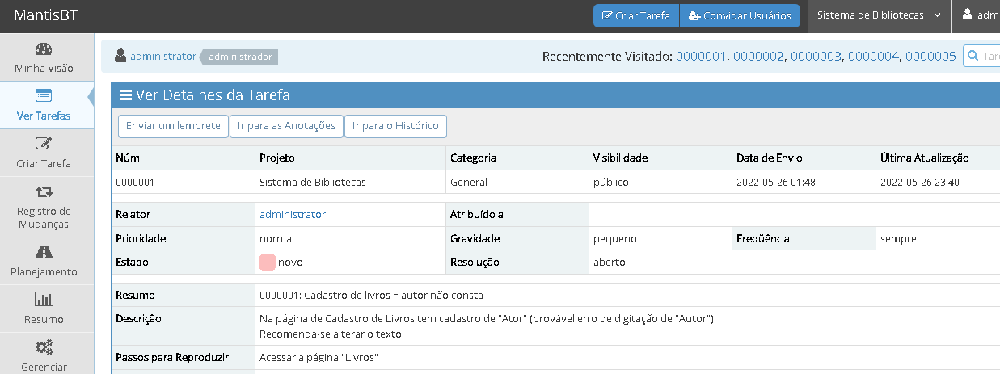 MantisBT
Criar Tarefa
Convidar Usuários
Sistema de Bibliotecas
adm
Minha Visão
Ver Tarefas
Criar Tarefa
Registro de
Mudanças
Planejamento
Resumo
Gerenciar
administrator administrador
Recentemente Visitado: 0000001, 0000002, 0000003, 0000004, 0000005
Tar
Ver Detalhes da Tarefa
Enviar um lembrete Ir para as Anotações Ir para o Histórico
Núm Projeto Categoria Visibilidade Data de Envio Última Atualização
0000001 Sistema de Bibliotecas General público 2022-05-26 01:48 2022-05-26 23:40
Relator administrator Atribuído a
Prioridade normal Gravidade pequeno Freqüência sempre
Estado novo Resolução aberto
Resumo 0000001: Cadastro de livros = autor não consta
Descrição Na página de Cadastro de Livros tem cadastro de "Ator" (provável erro de digitação de "Autor").
Recomenda-se alterar o texto.
Passos para Reproduzir Acessar a página "Livros"